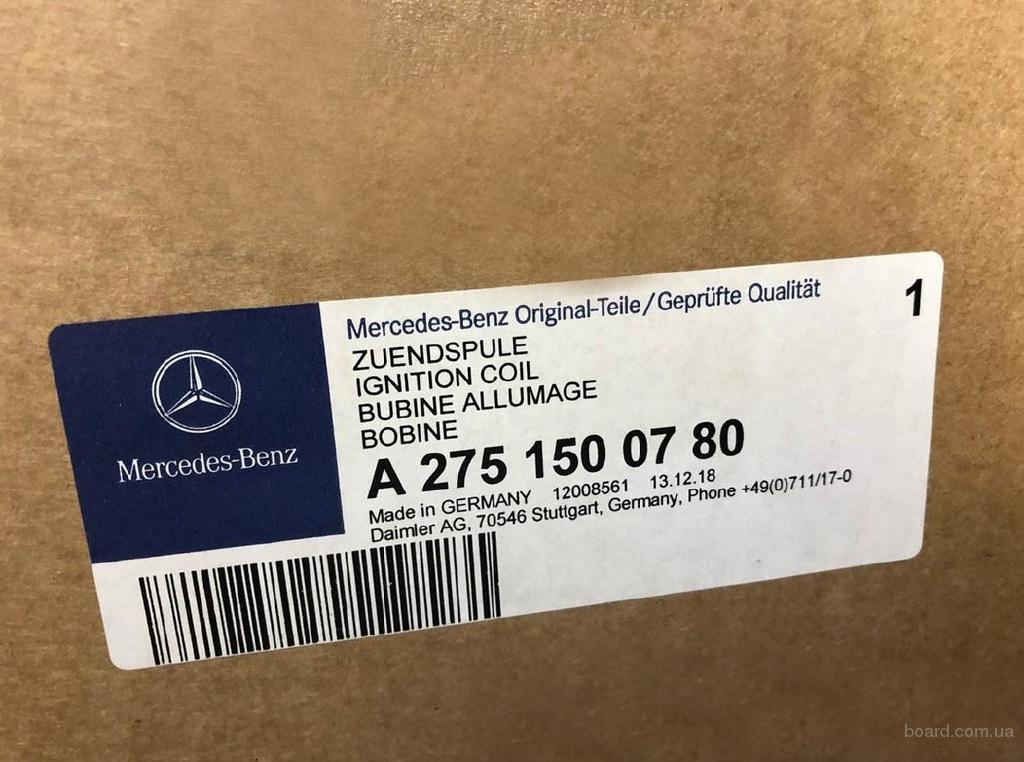 Mercedes-Benz
Mercedes-Benz Original-Teile/Geprüfte Qualität
1
ZUENDSPULE
IGNITION COIL
BUBINE ALLUMAGE
BOBINE
A 275 150 07 80
Made in GERMANY 12008561 13.12.18
Daimler AG, 70546 Stuttgart, Germany, Phone +49(0)711/17-0
board.com.ua